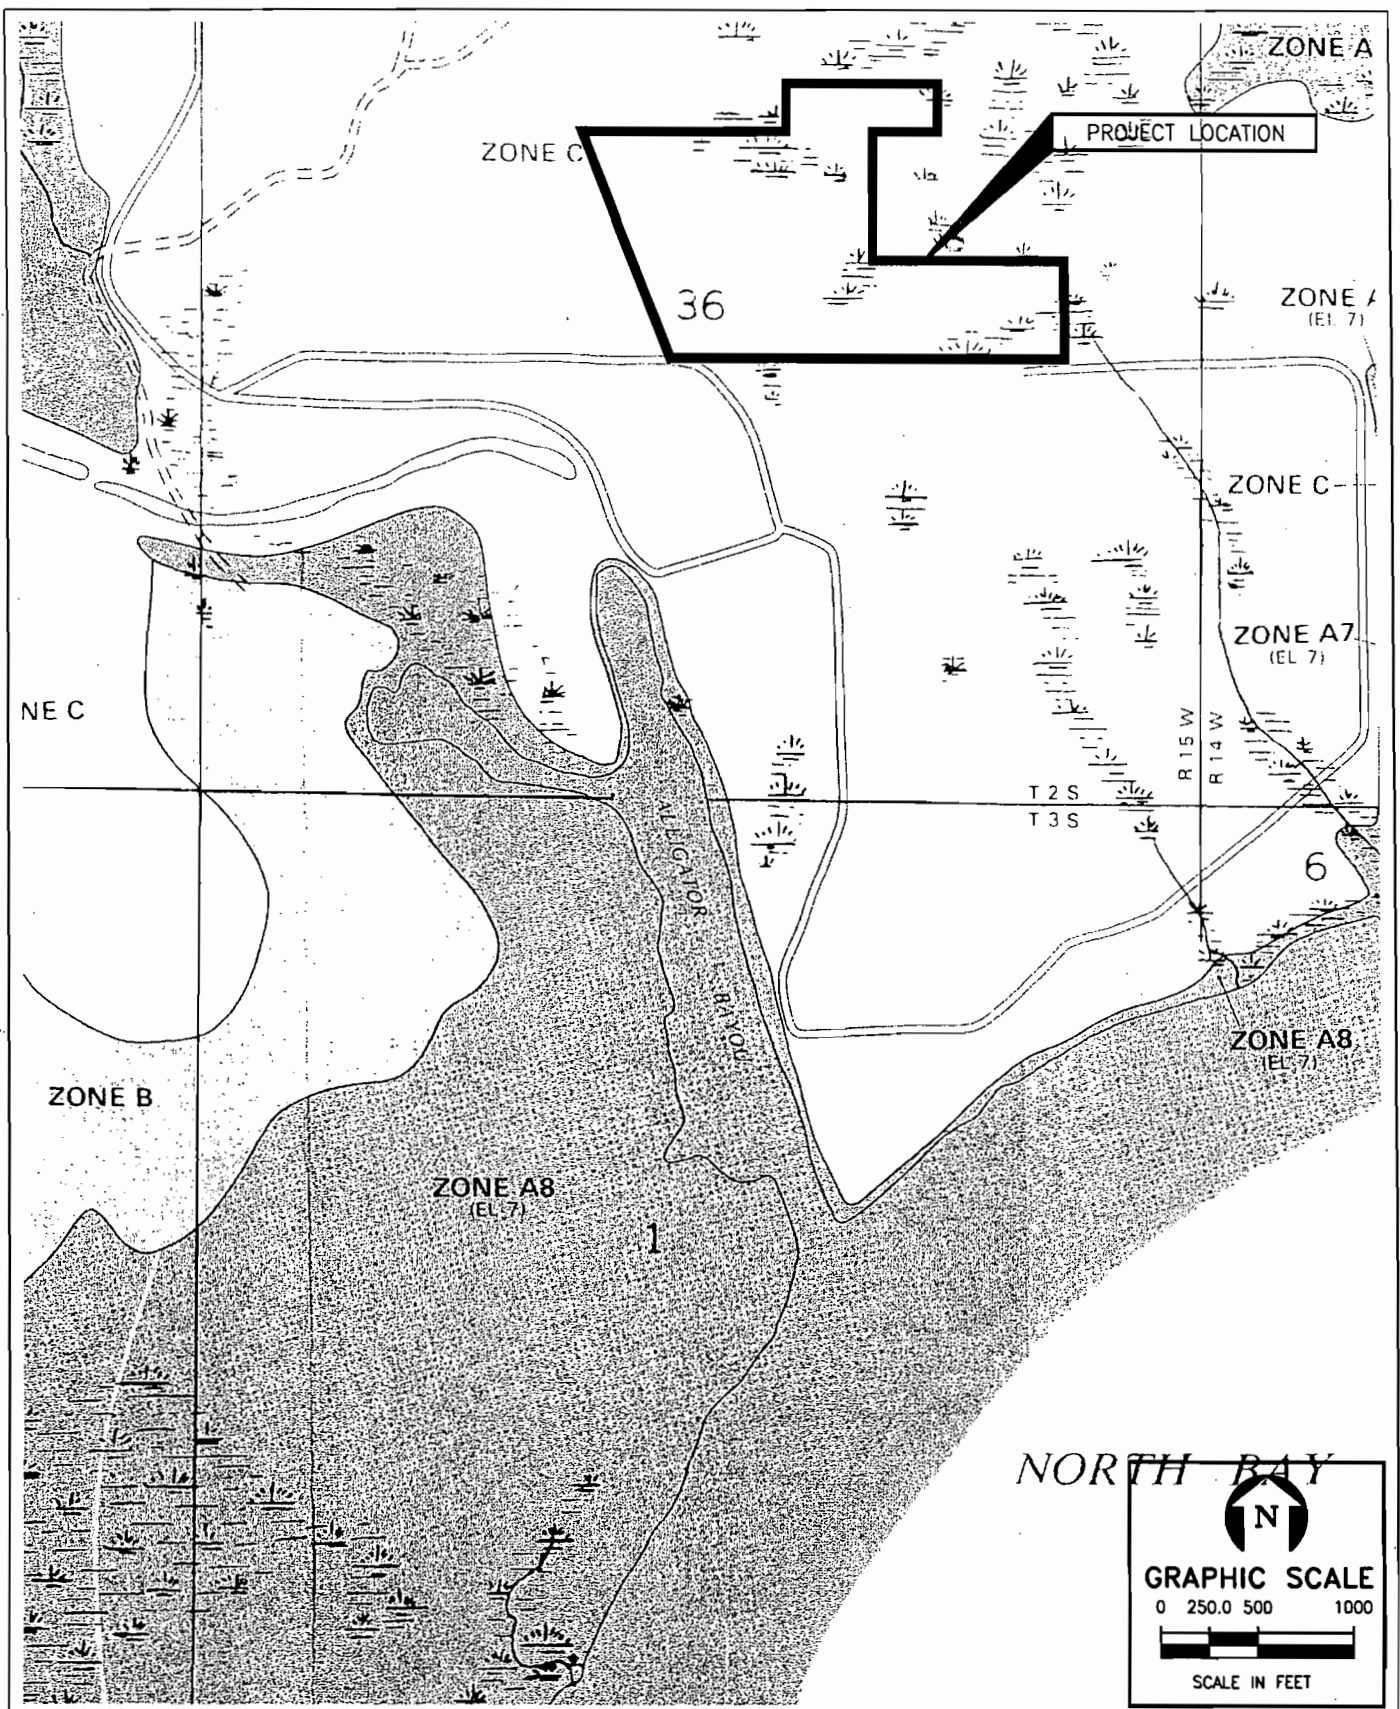 ZONE A
PROJECT LOCATION
ZONE C
36
ZONE A
(EL 7)
ZONE C
ZONE A7
(EL 7)
NE C
R 15 W
R 14 W
T 2 S
T 3 S
ALLIGATOR BAYOU
6
ZONE A8
(EL 7)
ZONE B
ZONE A8
(EL 7)
1
NORTH BAY
N
GRAPHIC SCALE
0 250.0 500 1000
SCALE IN FEET